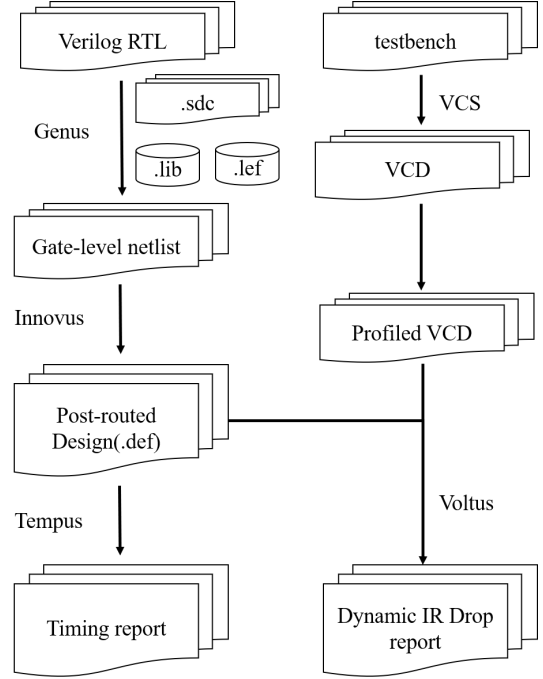 Verilog RTL
.sdc
Genus
.lib
.lef
Gate-level netlist
Innovus
Post-routed
Design(.def)
Tempus
Timing report
testbench
VCS
VCD
Profiled VCD
Voltus
Dynamic IR Drop
report